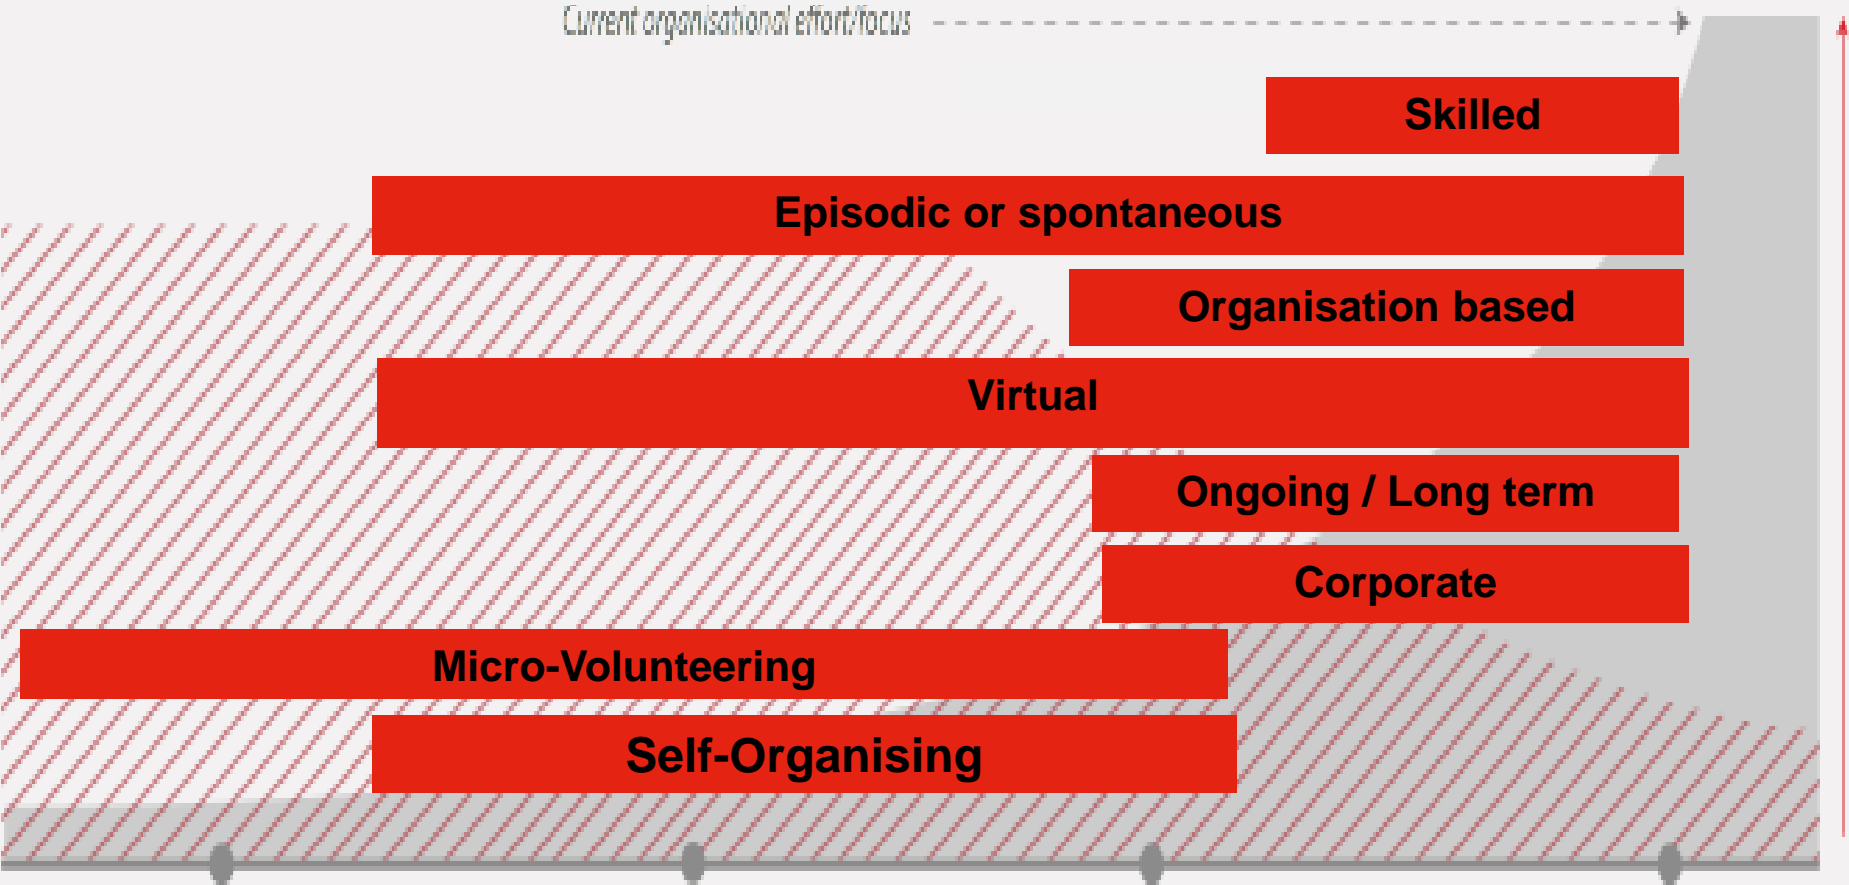 Current organisational effort/focus
Skilled
Episodic or spontaneous
Organisation based
Virtual
Ongoing / Long term
Corporate
Micro-Volunteering
Self-Organising